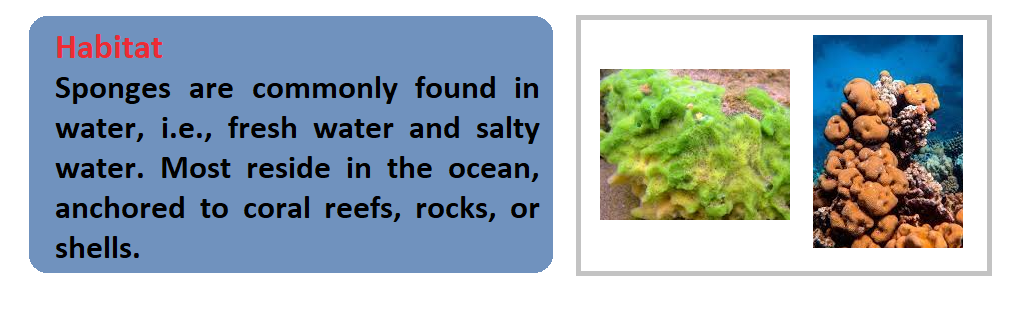 Habitat
Sponges are commonly found in
water, i.e., fresh water and salty
water. Most reside in the ocean,
anchored to coral reefs, rocks, or
shells.